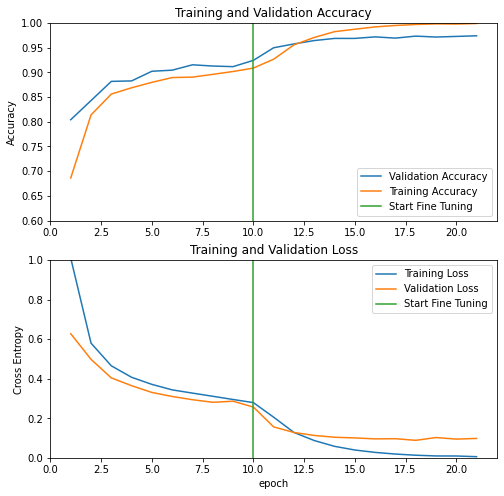 Training and Validation Accuracy
Accuracy
1.00
0.95
0.90
0.85
0.80
0.75
0.70
0.65
0.60
Validation Accuracy
Training Accuracy
Start Fine Tuning
0.0 2.5 5.0 7.5 10.0 12.5 15.0 17.5 20.0
Training and Validation Loss
Cross Entropy
1.0
0.8
0.6
0.4
0.2
0.0
Training Loss
Validation Loss
Start Fine Tuning
0.0 2.5 5.0 7.5 10.0 12.5 15.0 17.5 20.0
epoch